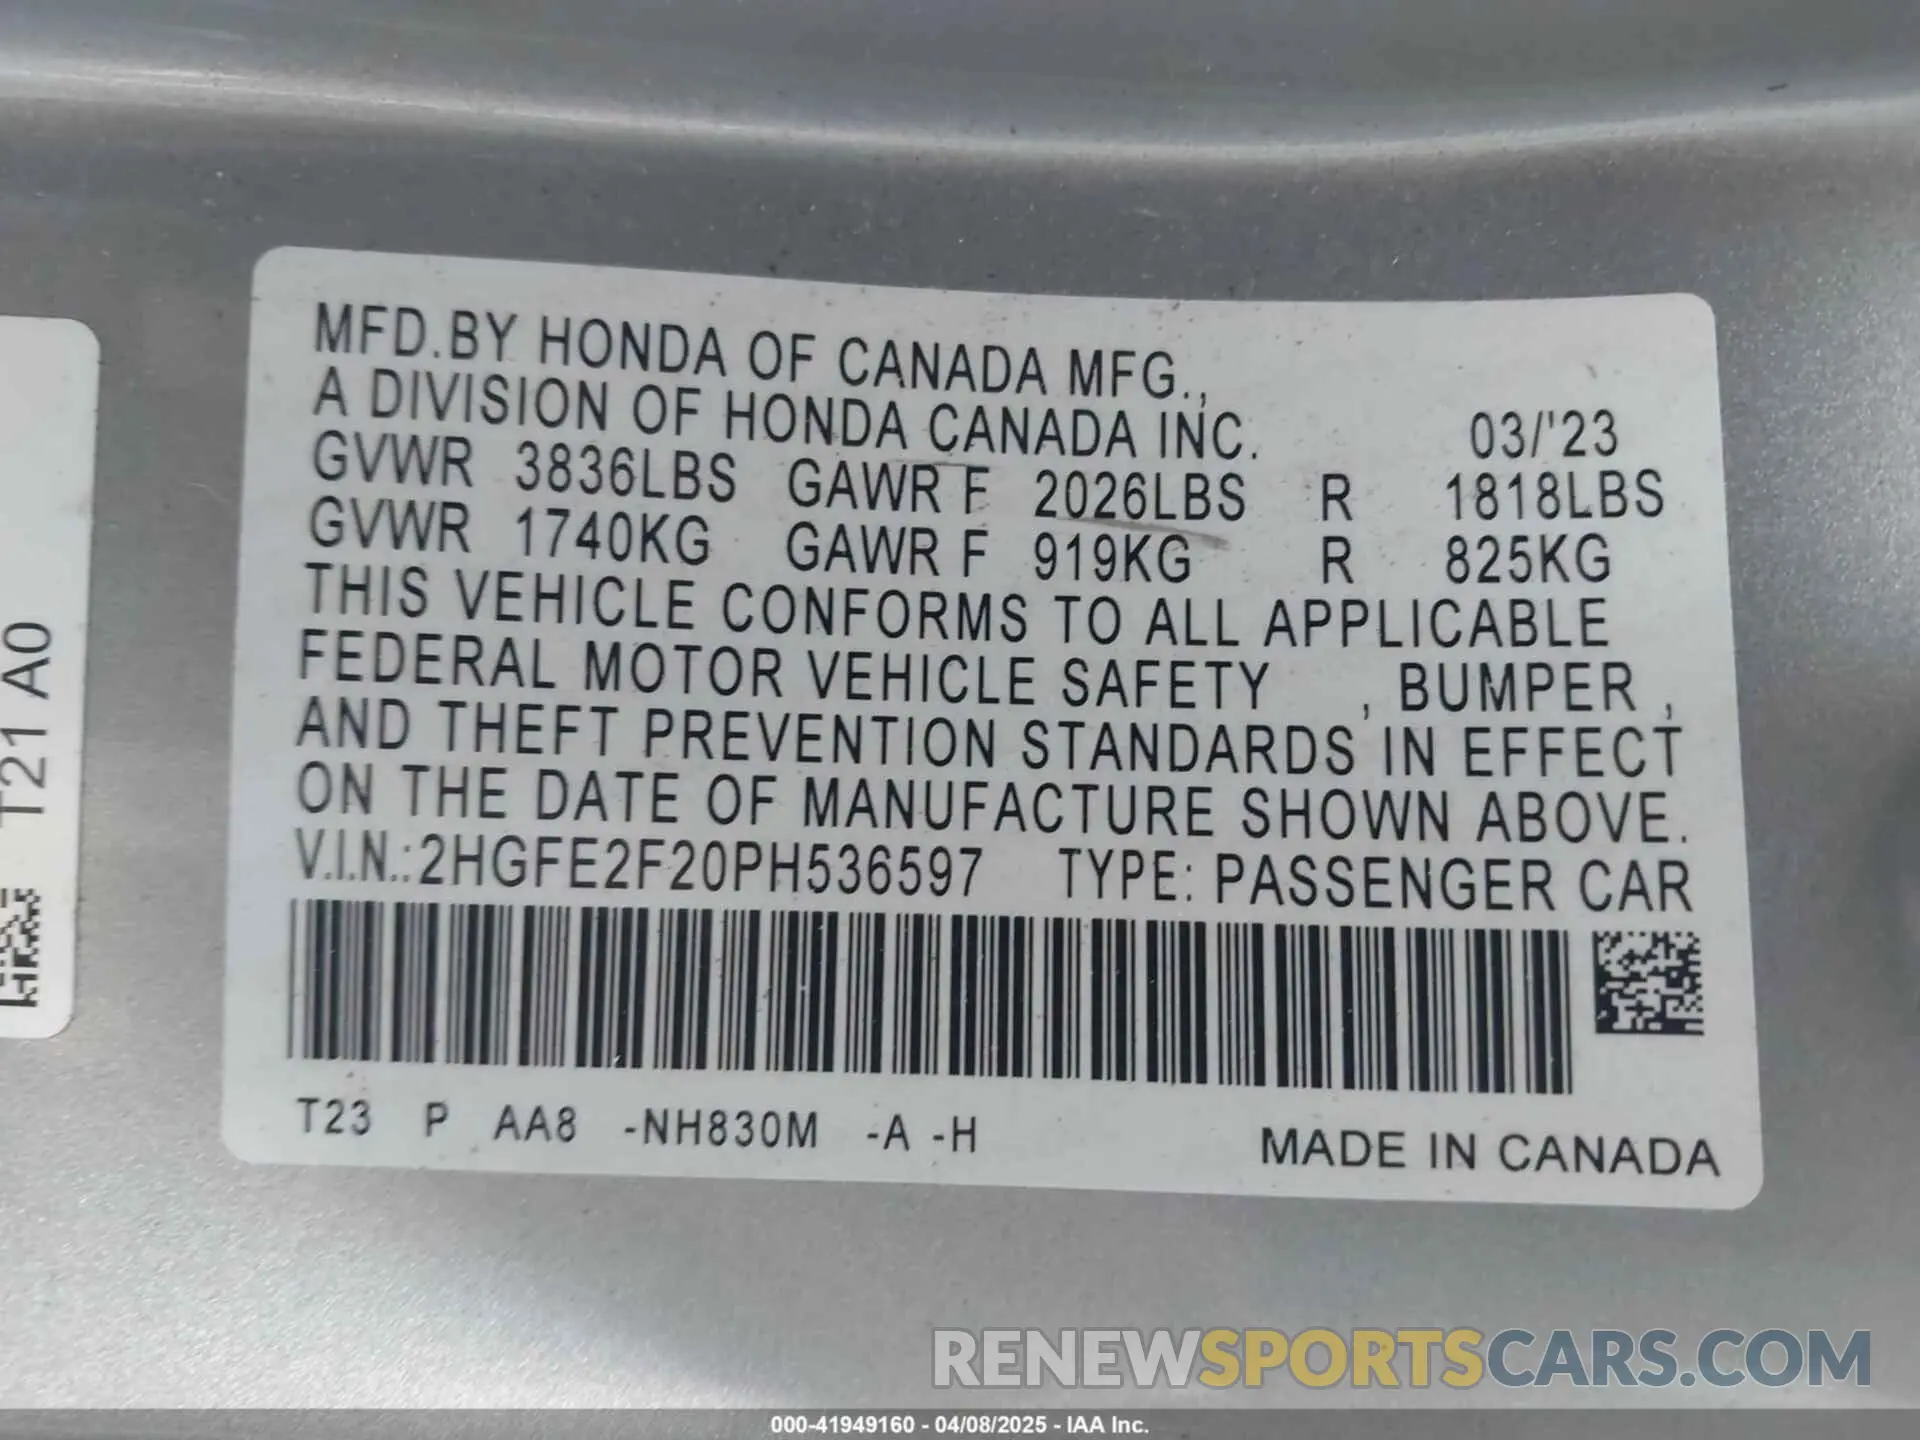 MFD.BY HONDA OF CANADA MFG.,
A DIVISION OF HONDA CANADA INC. 03/'23
GVWR 3836LBS GAWR F 2026LBS R 1818LBS
GVWR 1740KG GAWR F 919KG R 825KG
THIS VEHICLE CONFORMS TO ALL APPLICABLE
FEDERAL MOTOR VEHICLE SAFETY , BUMPER ,
AND THEFT PREVENTION STANDARDS IN EFFECT
ON THE DATE OF MANUFACTURE SHOWN ABOVE.
V.I.N.:2HGFE2F20PH536597 TYPE: PASSENGER CAR
T23 P AA8 -NH830M -A -H
MADE IN CANADA
T21 A0
RENEWSPORTSCARS.COM
000-41949160 - 04/08/2025 - IAA Inc.